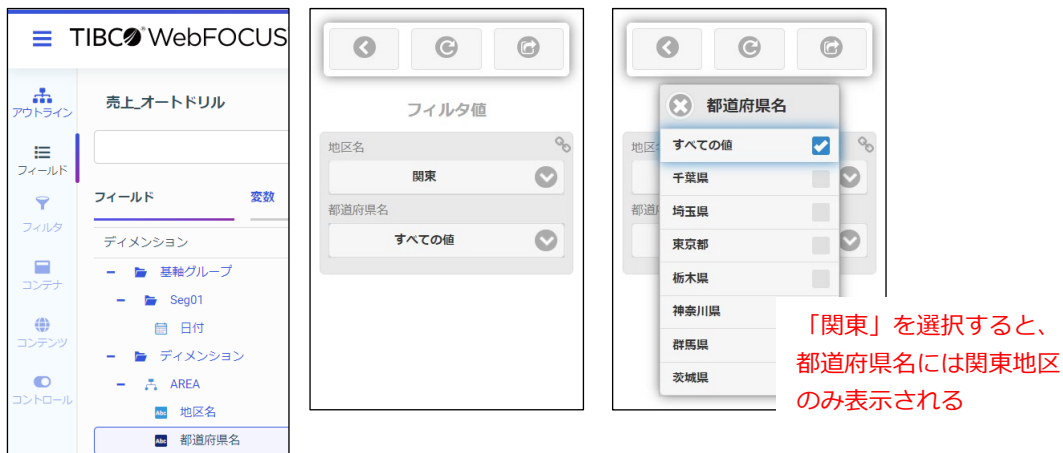 TIBCO WebFOCUS
アウトライン
フィールド
フィルタ
コンテナ
コンテンツ
コントロール
売上_オートドリル
フィールド 変数
ディメンション
基軸グループ
Seg01
日付
ディメンション
AREA
Abc 地区名
Abc 都道府県名
フィルタ値
地区名
関東
都道府県名
すべての値
地区
都道府
都道府県名
すべての値
千葉県
埼玉県
東京都
栃木県
神奈川県
群馬県
茨城県
「関東」を選択すると、
都道府県名には関東地区
のみ表示される